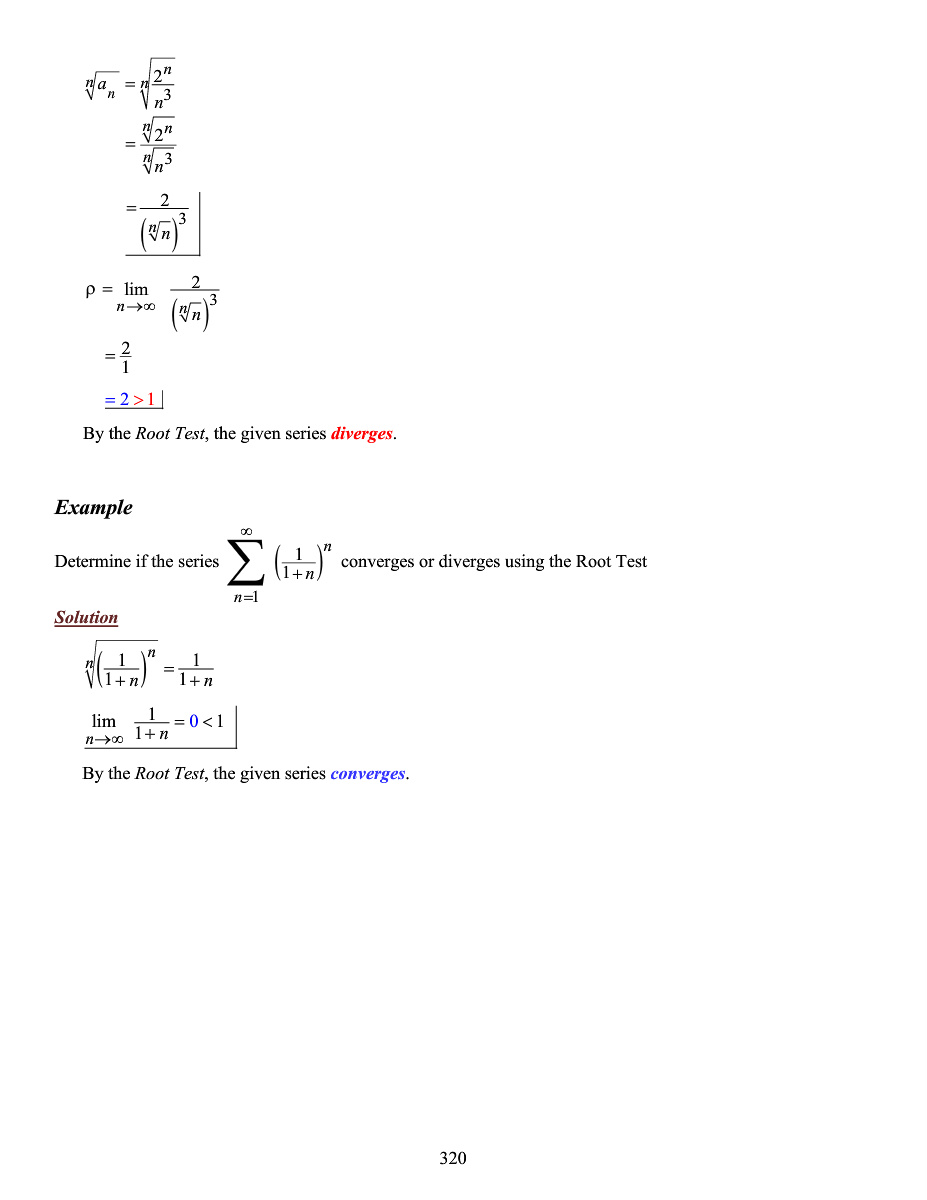 $\sqrt[n]{a_n} = \sqrt[n]{\frac{2^n}{n^3}}$
$= \frac{\sqrt[n]{2^n}}{\sqrt[n]{n^3}}$
$= \frac{2}{\left(\sqrt[n]{n}\right)^3}$
$\rho = \lim_{n \to \infty} \frac{2}{\left(\sqrt[n]{n}\right)^3}$
$= \frac{2}{1}$
$= 2 > 1$
By the Root Test, the given series diverges.
Example
Determine if the series $\sum_{n=1}^{\infty} \left(\frac{1}{1+n}\right)^n$ converges or diverges using the Root Test
Solution
$\sqrt[n]{\left(\frac{1}{1+n}\right)^n} = \frac{1}{1+n}$
$\lim_{n \to \infty} \frac{1}{1+n} = 0 < 1$
By the Root Test, the given series converges.
320